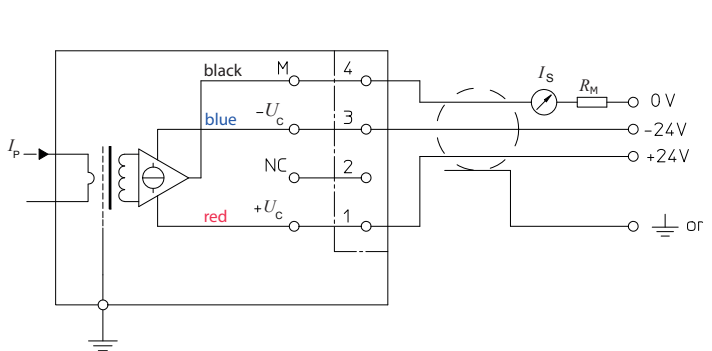 black M 4 I_S R_M 0 V
blue −U_c 3 −24V
I_P NC 2 +24V
red +U_c 1 or